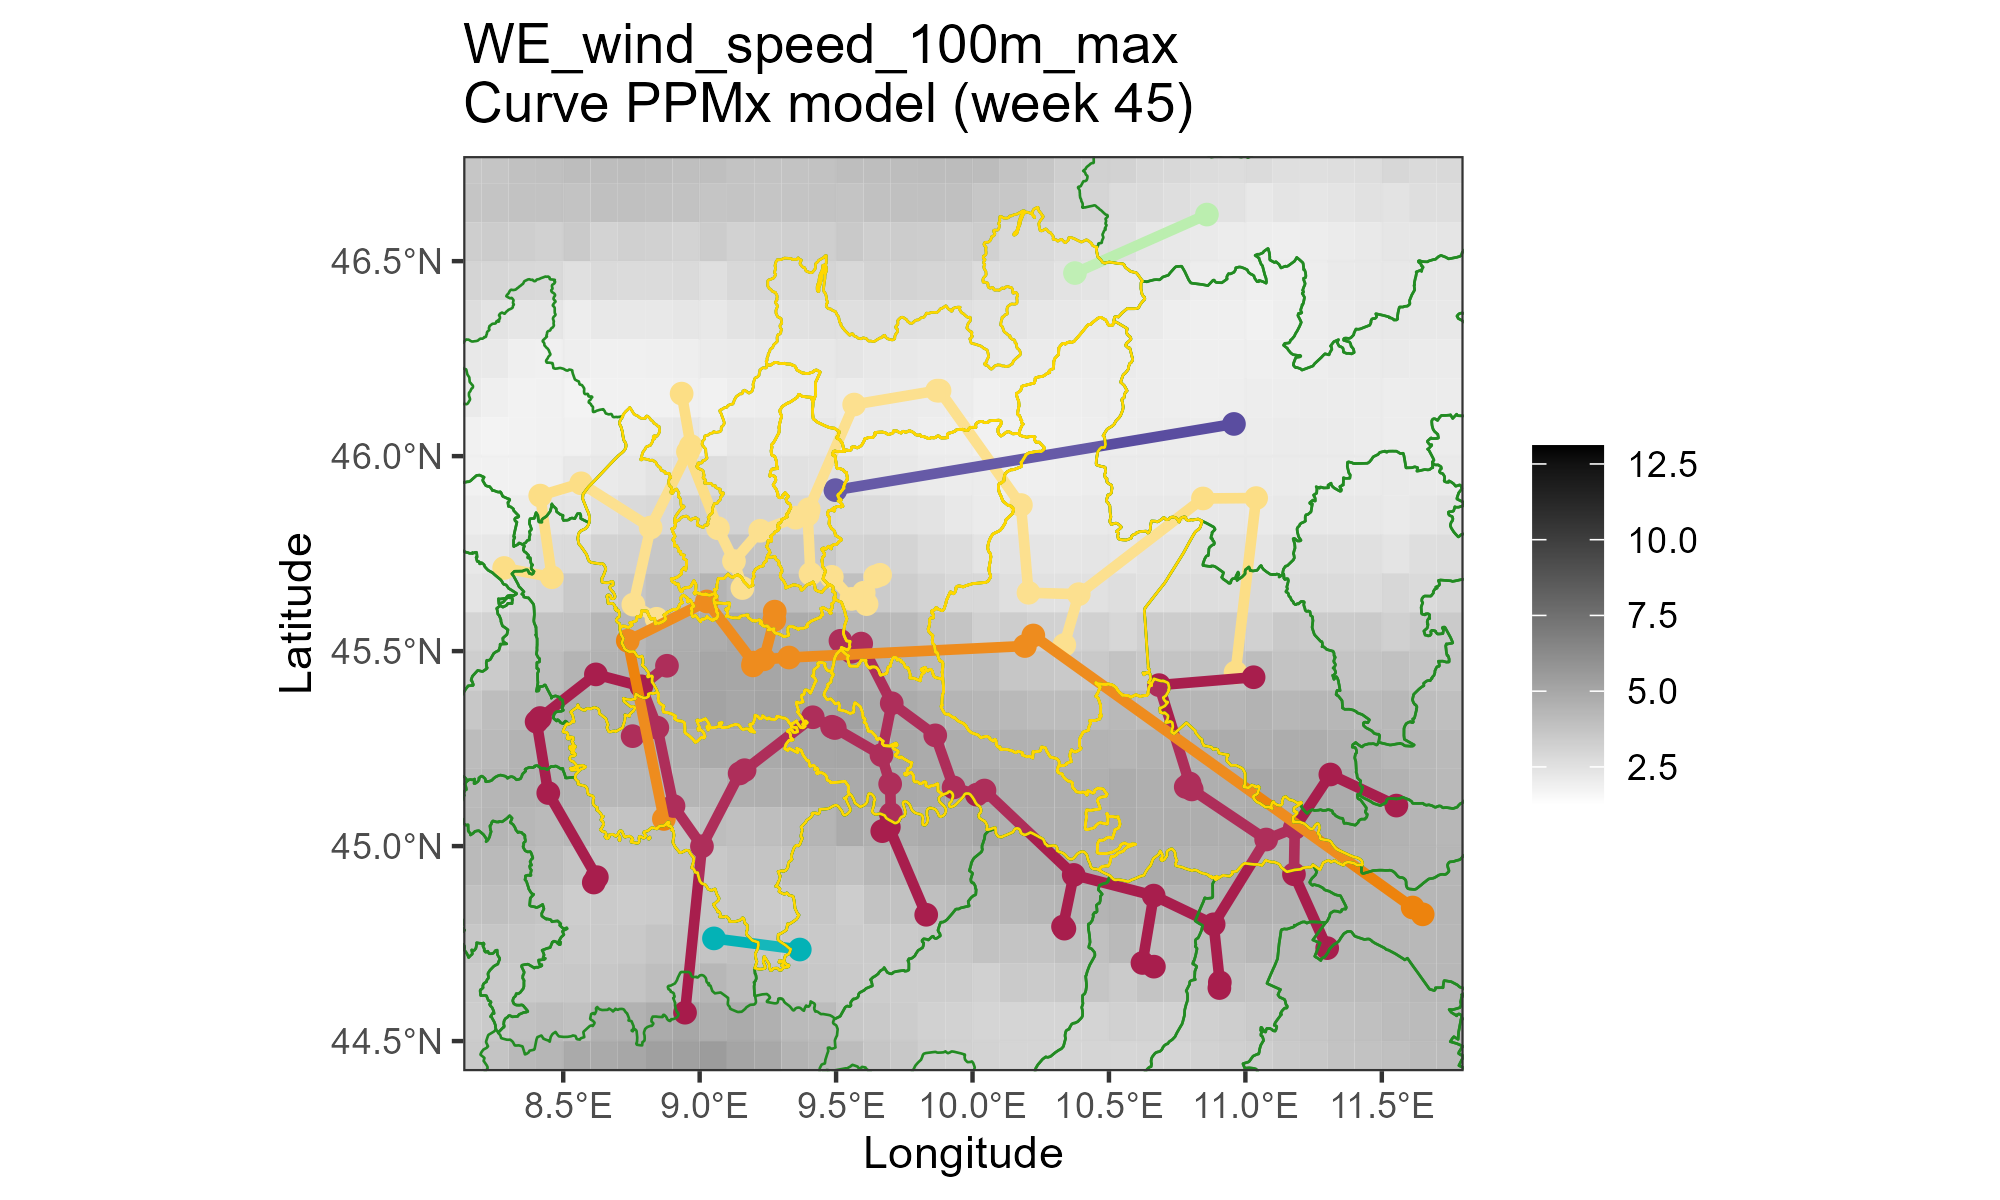 WE_wind_speed_100m_max
Curve PPMx model (week 45)
46.5°N
46.0°N
45.5°N
45.0°N
44.5°N
Latitude
8.5°E 9.0°E 9.5°E 10.0°E 10.5°E 11.0°E 11.5°E
Longitude
12.5
10.0
7.5
5.0
2.5